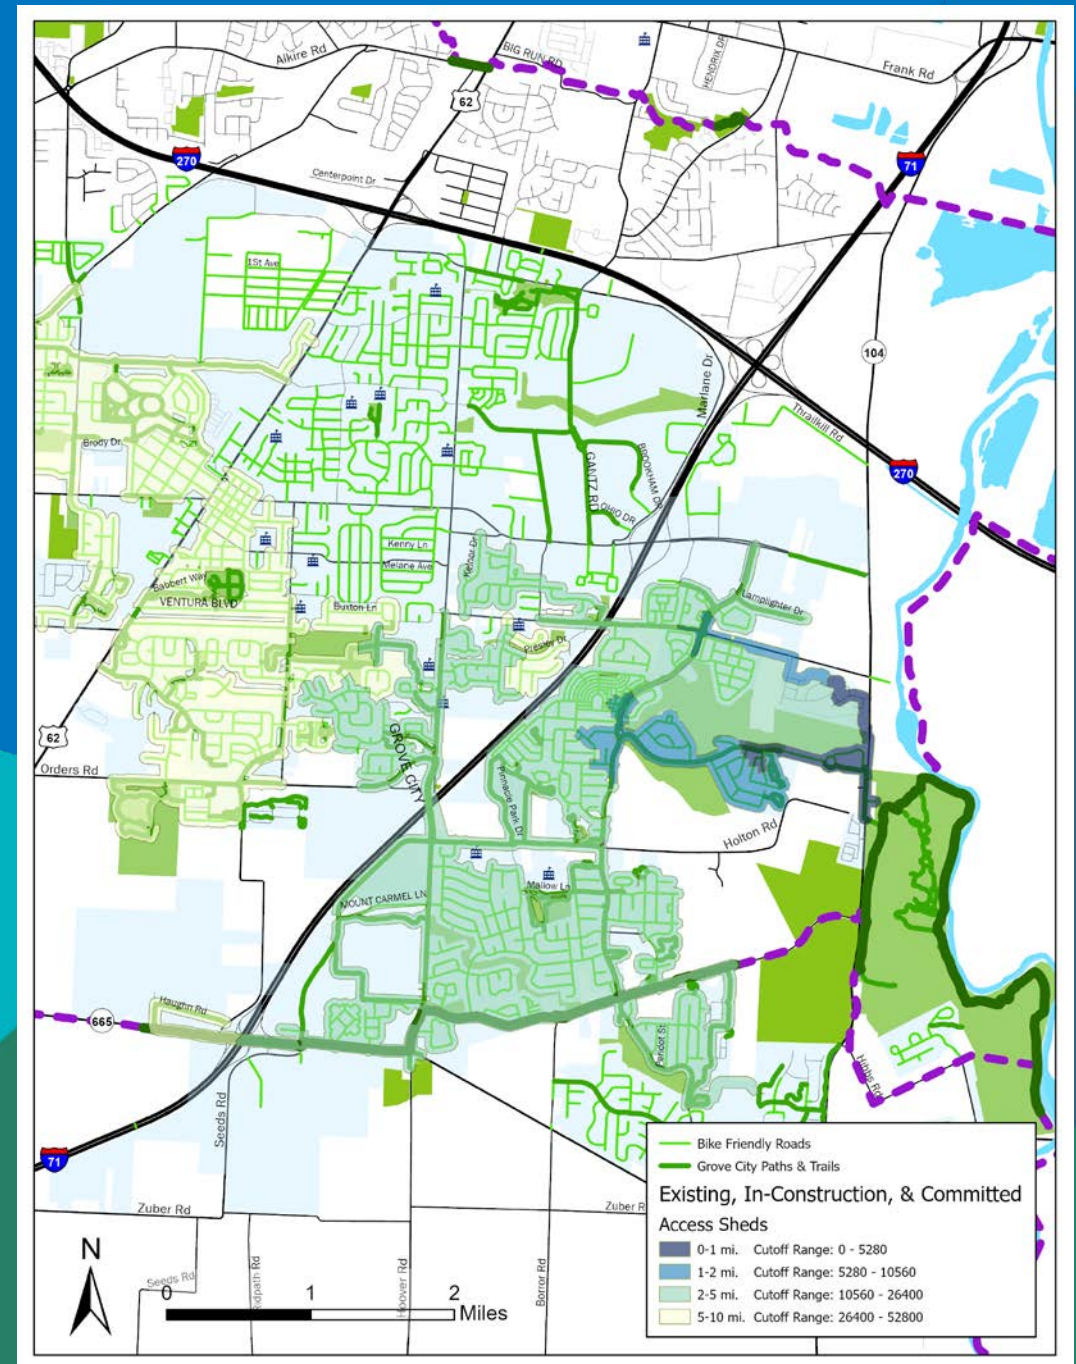 Alkire Rd
BIG RUN RD
HENDRIX DR
Frank Rd
62
270
71
Centerpoint Dr
1St Ave
104
Marlane Dr
Thrailkill Rd
Brody Dr
270
GANTZ RD
BROOKHAM DR
OHIO DR
Kenny Ln
Melane Ave
Babbert Way
VENTURA BLVD
Buxton Ln
Lamplighter Dr
Presley Dr
62
GROVE CITY
Orders Rd
Pinnacle Park Dr
Holton Rd
Mallow Ln
MOUNT CARMEL LN
Haughn Rd
665
Peridot St
Hibbs Rd
Seeds Rd
71
Zuber Rd
Zuber R
Seeds Rd
Ridpath Rd
Hoover Rd
Borror Rd
N
0 1 2
Miles
Bike Friendly Roads
Grove City Paths & Trails
Existing, In-Construction, & Committed
Access Sheds
0-1 mi. Cutoff Range: 0 - 5280
1-2 mi. Cutoff Range: 5280 - 10560
2-5 mi. Cutoff Range: 10560 - 26400
5-10 mi. Cutoff Range: 26400 - 52800